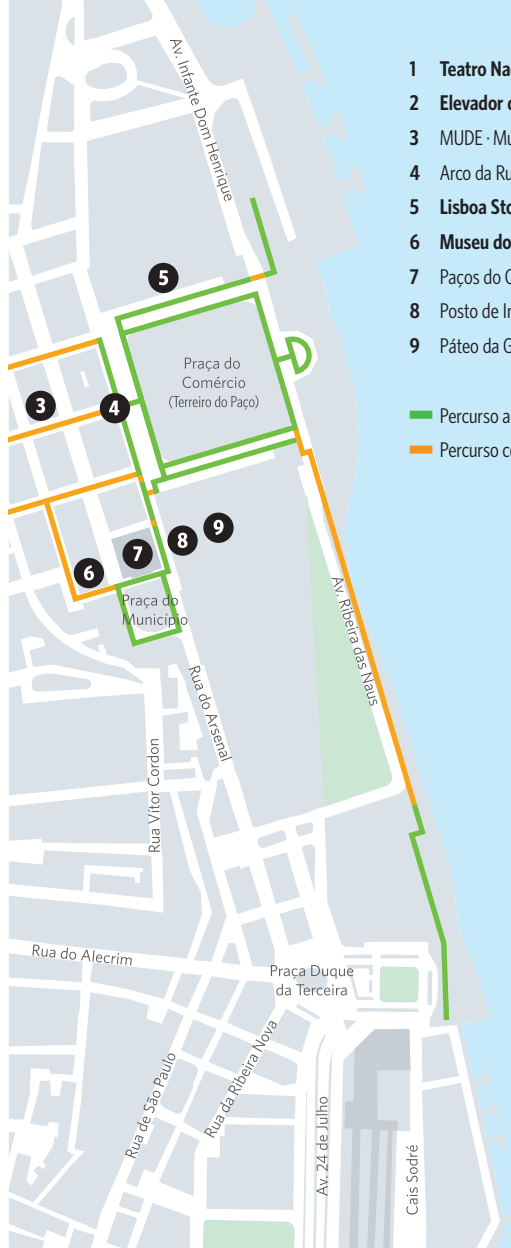 Av. Infante Dom Henrique
1 Teatro Na
2 Elevador
3 MUDE · Mu
4 Arco da Ru
5 Lisboa Sto
6 Museu do
7 Paços do
8 Posto de In
9 Páteo da
Percurso a
Percurso
5
Praça do
Comércio
(Terreiro do Paço)
3
4
9
8
7
6
Praça do
Município
Av. Ribeira das Naus
Rua do Arsenal
Rua Vítor Cordon
Rua do Alecrim
Praça Duque
da Terceira
Rua de São Paulo
Rua da Ribeira Nova
Av. 24 de Julho
Cais Sodré